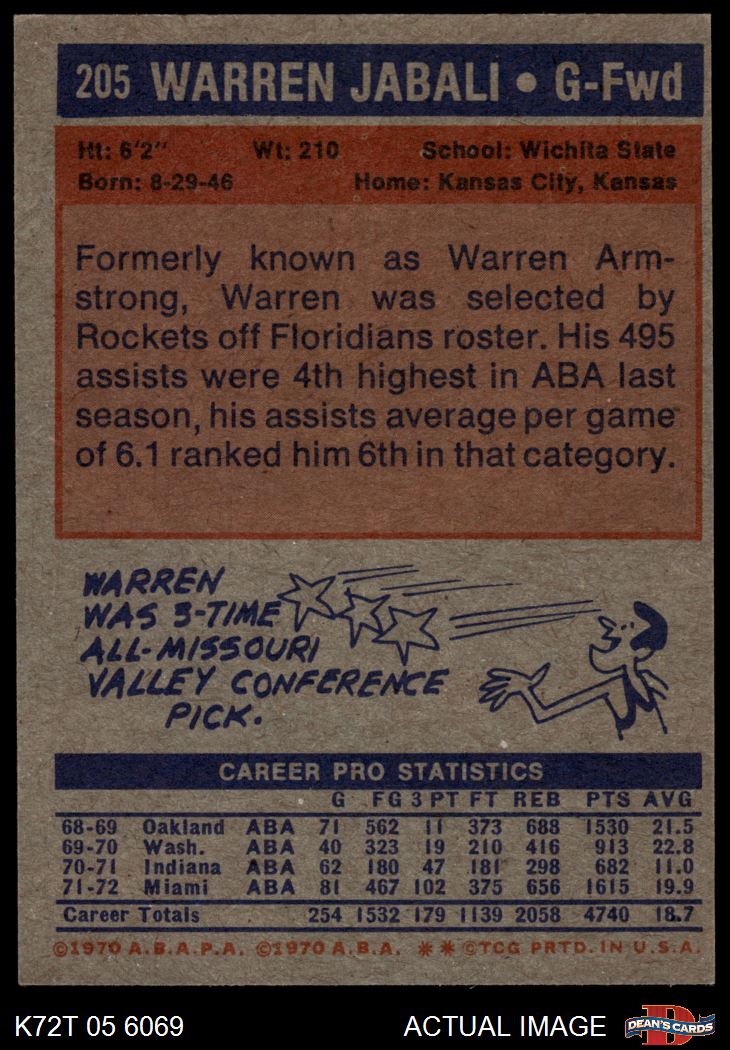 205 WARREN JABALI • G-Fwd
Ht: 6'2" Wt: 210 School: Wichita State
Born: 8-29-46 Home: Kansas City, Kansas
Formerly known as Warren Arm-
strong, Warren was selected by
Rockets off Floridians roster. His 495
assists were 4th highest in ABA last
season, his assists average per game
of 6.1 ranked him 6th in that category.
WARREN
WAS 3-TIME
ALL-MISSOURI
VALLEY CONFERENCE
PICK.
CAREER PRO STATISTICS
G FG 3 PT FT REB PTS AVG
68-69 Oakland ABA 71 562 11 373 688 1530 21.5
69-70 Wash. ABA 40 323 19 210 416 913 22.8
70-71 Indiana ABA 62 180 47 181 298 682 11.0
71-72 Miami ABA 81 467 102 375 656 1615 19.9
Career Totals 254 1532 179 1139 2058 4740 18.7
©1970 A.B.A.P.A. ©1970 A.B.A. ** ©TCG PRTD. IN U.S.A.
K72T 05 6069 ACTUAL IMAGE D DEAN'S CARDS